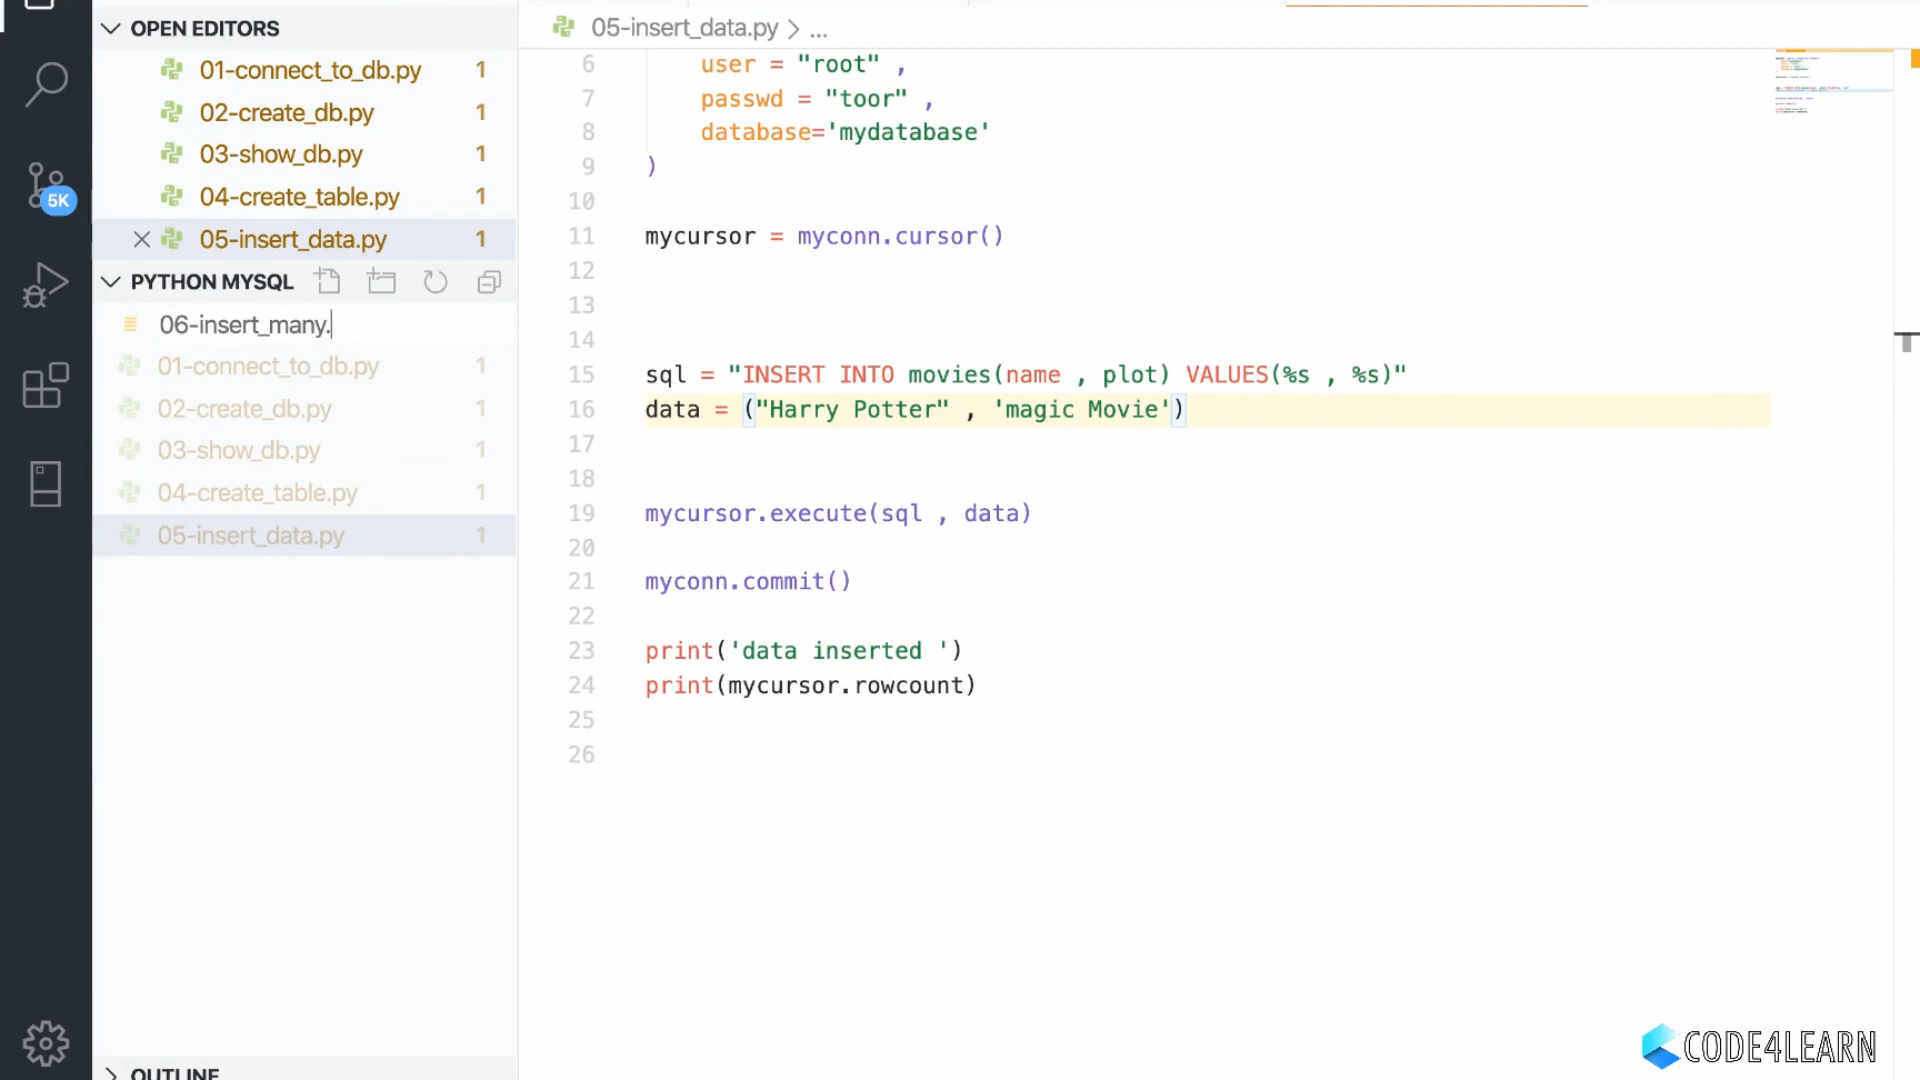 OPEN EDITORS
01-connect_to_db.py 1
02-create_db.py 1
03-show_db.py 1
04-create_table.py 1
05-insert_data.py 1
5K
PYTHON MYSQL
06-insert_many.
01-connect_to_db.py 1
02-create_db.py 1
03-show_db.py 1
04-create_table.py 1
05-insert_data.py 1
OUTLINE
05-insert_data.py > ...
6 user = "root" ,
7 passwd = "toor" ,
8 database='mydatabase'
9 )
10
11 mycursor = myconn.cursor()
12
13
14
15 sql = "INSERT INTO movies(name , plot) VALUES(%s , %s)"
16 data = ("Harry Potter" , 'magic Movie')
17
18
19 mycursor.execute(sql , data)
20
21 myconn.commit()
22
23 print('data inserted ')
24 print(mycursor.rowcount)
25
26
CODE4LEARN